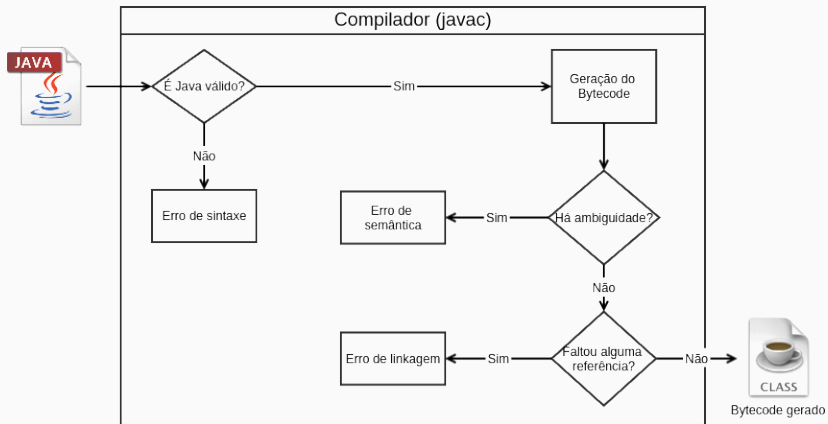 Compilador (javac)
JAVA
É Java válido?
Sim
Geração do
Bytecode
Não
Erro de sintaxe
Erro de
semântica
Sim
Há ambiguidade?
Não
Erro de linkagem
Sim
Faltou alguma
referência?
Não
CLASS
Bytecode gerado